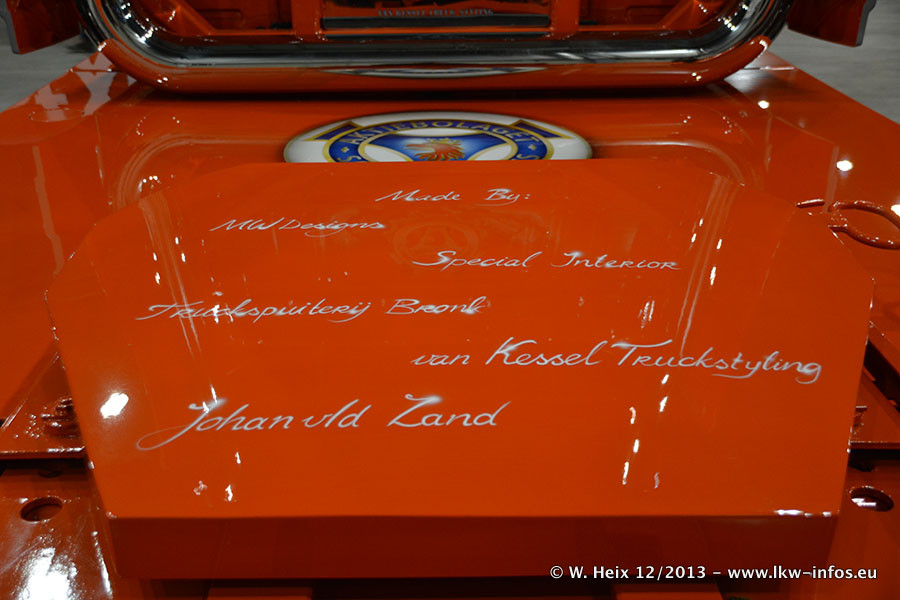 AKTIEBOLAGET
S S
Made By:
MW Designs
Special Interior
Truckspuiterij Bronk
van Kessel Truckstyling
Johan v/d Zand
© W. Heix 12/2013 - www.lkw-infos.eu